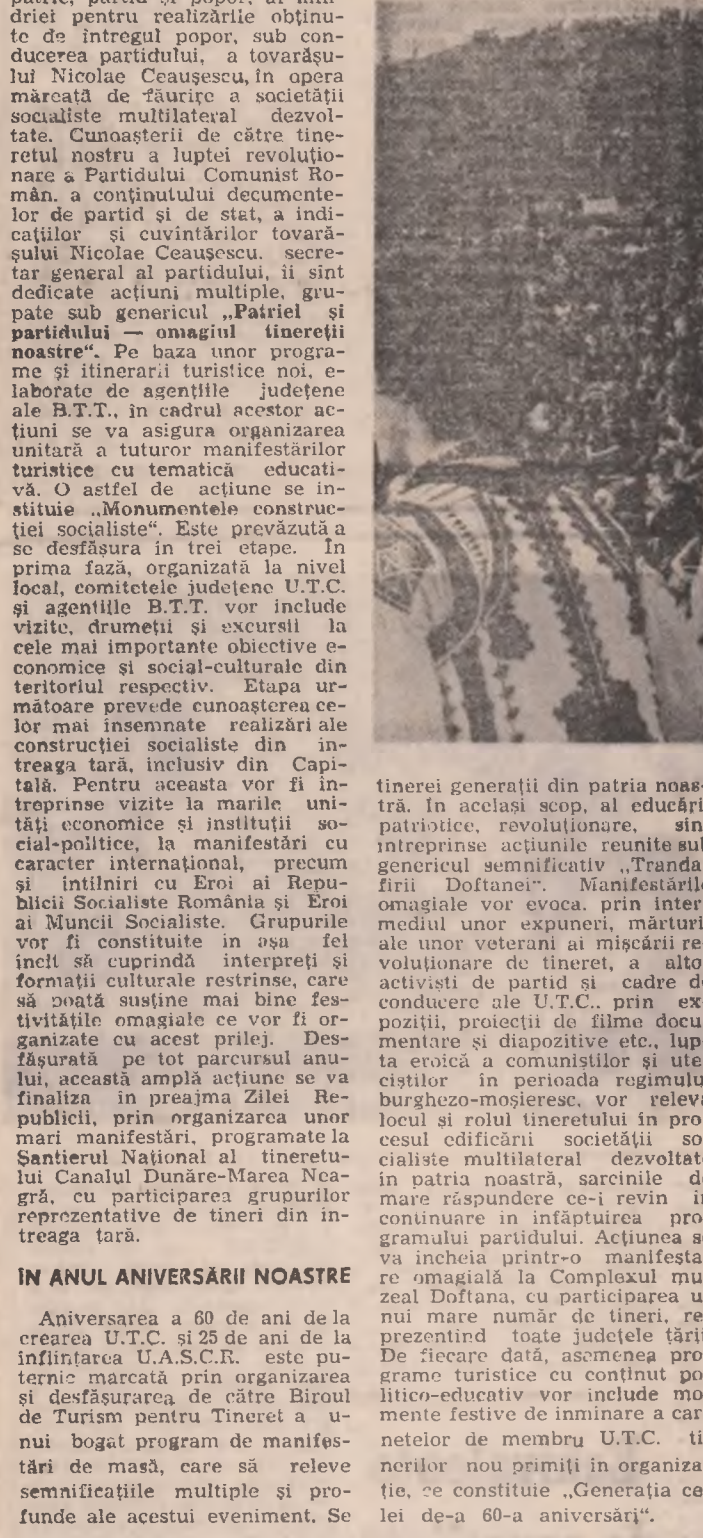 patrie, partid și popor, al mîn-
driei pentru realizările obținu-
te de întregul popor, sub con-
ducerea partidului, a tovarășu-
lui Nicolae Ceaușescu, în opera
măreață de făurire a societății
socialiste multilateral dezvol-
tate. Cunoașterii de către tine-
retul nostru a luptei revoluțio-
nare a Partidului Comunist Ro-
mân. a conținutului documente-
lor de partid și de stat, a indi-
cațiilor și cuvîntărilor tovară-
șului Nicolae Ceaușescu. secre-
tar general al partidului, îi sînt
dedicate acțiuni multiple, gru-
pate sub genericul „Patriei și
partidului — omagiul tinereții
noastre“. Pe baza unor progra-
me și itinerarii turistice noi, e-
laborate de agențiile județene
ale B.T.T., în cadrul acestor ac-
țiuni se va asigura organizarea
unitară a tuturor manifestărilor
turistice cu tematică educati-
vă. O astfel de acțiune se in-
stituie „Monumentele construc-
ției socialiste“. Este prevăzută a
se desfășura în trei etape. În
prima fază, organizată la nivel
local, comitetele județene U.T.C.
și agențiile B.T.T. vor include
vizite, drumeții și excursii la
cele mai importante obiective e-
conomice și social-culturale din
teritoriul respectiv. Etapa ur-
mătoare prevede cunoașterea ce-
lor mai însemnate realizări ale
construcției socialiste din în-
treaga țară, inclusiv din Capi-
tală. Pentru aceasta vor fi în-
treprinse vizite la marile uni-
tăți economice și instituții so-
cial-politice, la manifestări cu
caracter internațional, precum
și întîlniri cu Eroi ai Repu-
blicii Socialiste România și Eroi
ai Muncii Socialiste. Grupurile
vor fi constituite în așa fel
încît să cuprindă interpreți și
formații culturale restrinse, care
să poată susține mai bine fes-
tivitățile omagiale ce vor fi or-
ganizate cu acest prilej. Des-
fășurată pe tot parcursul anu-
lui, această amplă acțiune se va
finaliza în preajma Zilei Re-
publicii, prin organizarea unor
mari manifestări, programate la
Șantierul Național al tineretu-
lui Canalul Dunăre-Marea Nea-
gră, cu participarea grupurilor
reprezentative de tineri din în-
treaga țară.
ÎN ANUL ANIVERSĂRII NOASTRE
Aniversarea a 60 de ani de la
crearea U.T.C. și 25 de ani de la
înființarea U.A.S.C.R. este pu-
ternic marcată prin organizarea
și desfășurarea de către Biroul
de Turism pentru Tineret a u-
nui bogat program de manifes-
tări de masă, care să releve
semnificațiile multiple și pro-
funde ale acestui eveniment. Se
tinerei generații din patria noas-
tră. În același scop, al educări
patriotice, revoluționare, sîn
întreprinse acțiunile reunite sub
genericul semnificativ „Tranda
firii Doftanei“. Manifestările
omagiale vor evoca. prin inter
mediul unor expuneri, mărturi
ale unor veterani ai mișcării re
voluționare de tineret, a alto
activiști de partid și cadre de
conducere ale U.T.C.. prin ex
poziții, proiecții de filme docu
mentare și diapozitive etc., lup
ta eroică a comuniștilor și ute
ciștilor în perioada regimulu
burghezo-moșieresc, vor releva
locul și rolul tineretului în pro
cesul edificării societății so
cialiste multilateral dezvoltate
în patria noastră, sarcinile de
mare răspundere ce-i revin în
continuare în înfăptuirea pro
gramului partidului. Acțiunea se
va încheia printr-o manifesta
re omagială la Complexul mu
zeal Doftana, cu participarea u
nui mare număr de tineri, re
prezentînd toate județele țării
De fiecare dată, asemenea pro
grame turistice cu conținut po
litico-educativ vor include mo
mente festive de înmînare a car
netelor de membru U.T.C. ti
nerilor nou primiți în organiza
ție, ce constituie „Generația ce
lei de-a 60-a aniversări“.